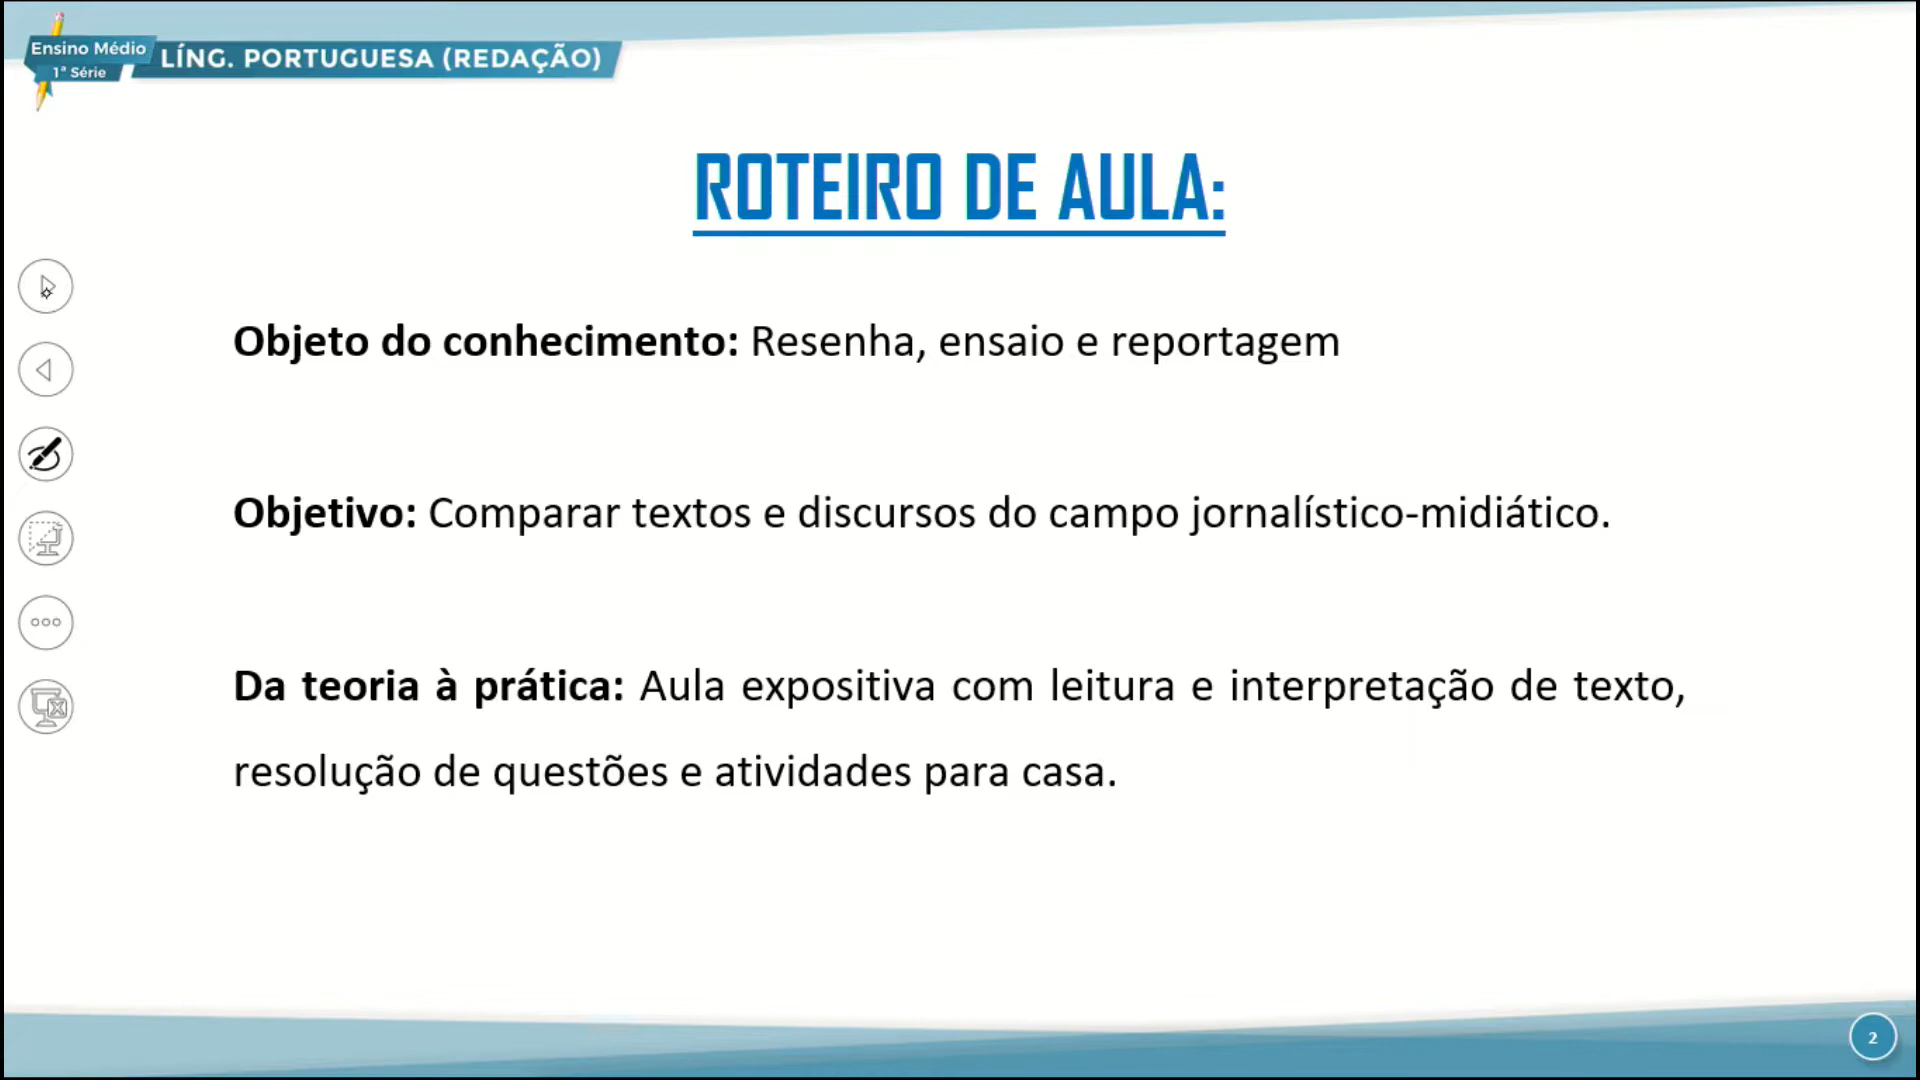 Ensino Médio
1ª Série
LÍNG. PORTUGUESA (REDAÇÃO)
ROTEIRO DE AULA:
Objeto do conhecimento: Resenha, ensaio e reportagem
Objetivo: Comparar textos e discursos do campo jornalístico-midiático.
Da teoria à prática: Aula expositiva com leitura e interpretação de texto,
resolução de questões e atividades para casa.
2